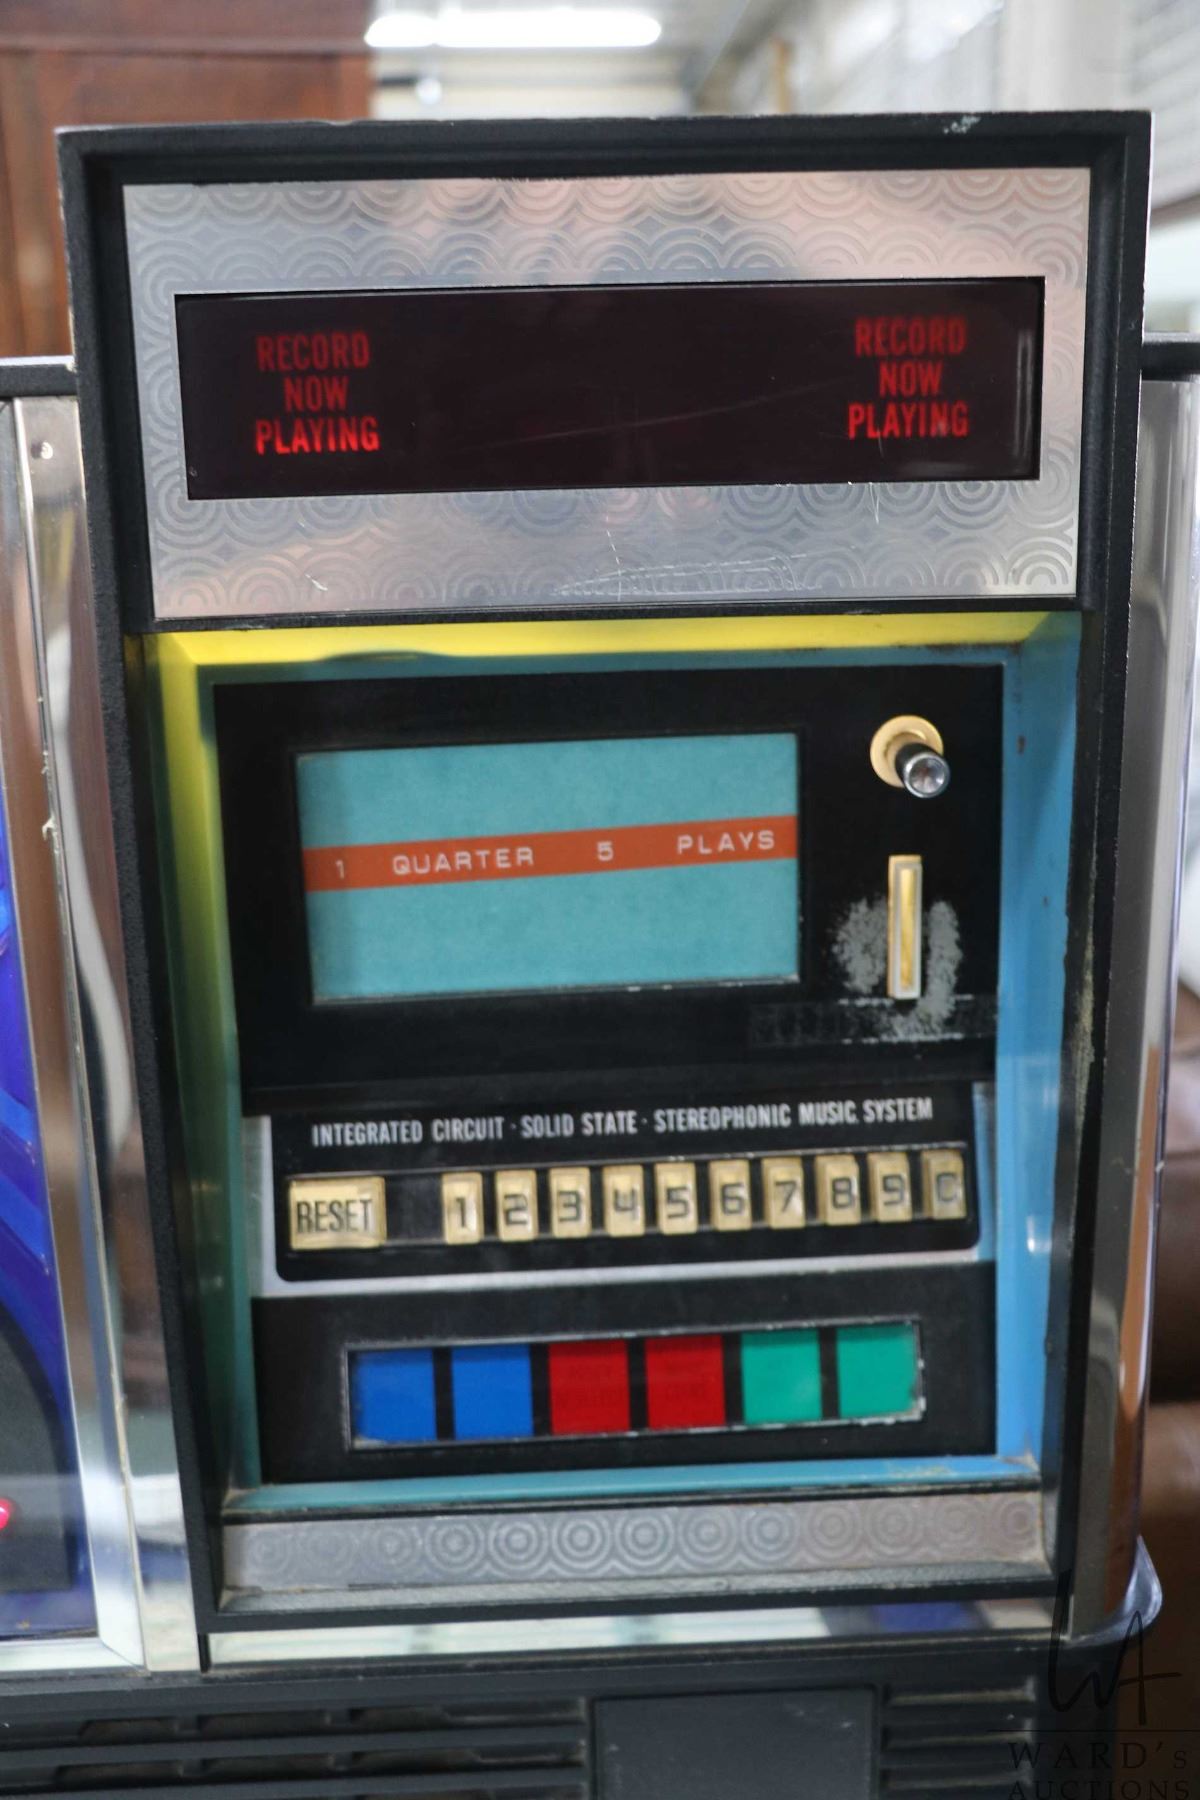 RECORD
NOW
PLAYING
RECORD
NOW
PLAYING
1 QUARTER 5 PLAYS
INTEGRATED CIRCUIT · SOLID STATE · STEREOPHONIC MUSIC SYSTEM
RESET 1 2 3 4 5 6 7 8 9 C
WA
WARD's
AUCTIONS